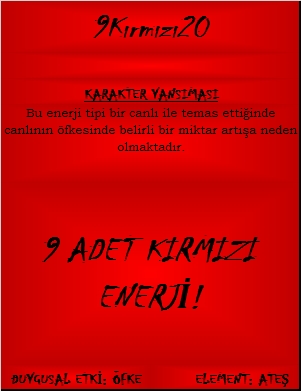 9Kırmızı20
KARAKTER YANSIMASI
Bu enerji tipi bir canlı ile temas ettiğinde
canlının öfkesinde belirli bir miktar artışa neden
olmaktadır.
9 ADET KIRMIZI
ENERJİ!
DUYGUSAL ETKİ: ÖFKE ELEMENT: ATEŞ